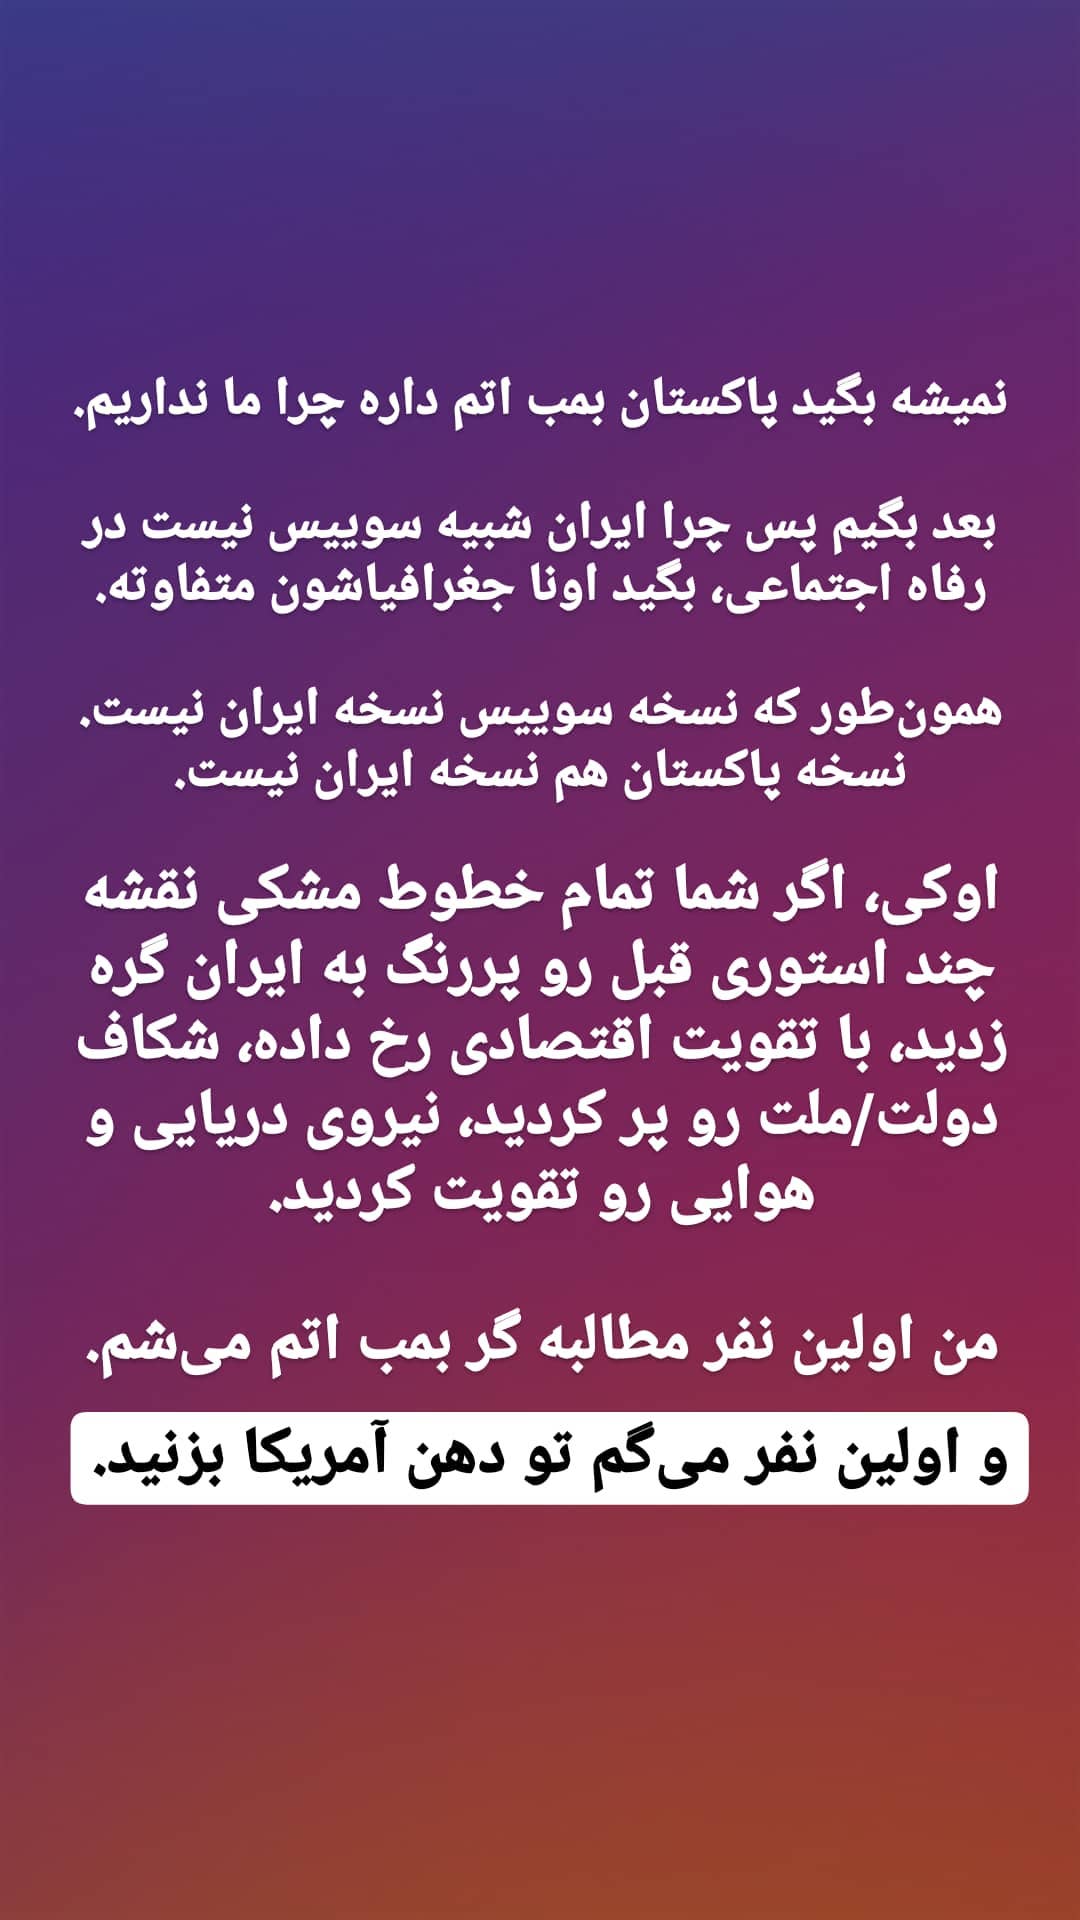 نمیشه بگید پاکستان بمب اتم داره چرا ما نداریم.
بعد بگیم پس چرا ایران شبیه سوییس نیست در
رفاه اجتماعی، بگید اونا جغرافیاشون متفاوته.
همون‌طور که نسخه سوییس نسخه ایران نیست.
نسخه پاکستان هم نسخه ایران نیست.
اوکی، اگر شما تمام خطوط مشکی نقشه
چند استوری قبل رو پررنگ به ایران گره
زدید، با تقویت اقتصادی رخ داده، شکاف
دولت/ملت رو پر کردید، نیروی دریایی و
هوایی رو تقویت کردید.
من اولین نفر مطالبه گر بمب اتم می‌شم.
و اولین نفر می‌گم تو دهن آمریکا بزنید.